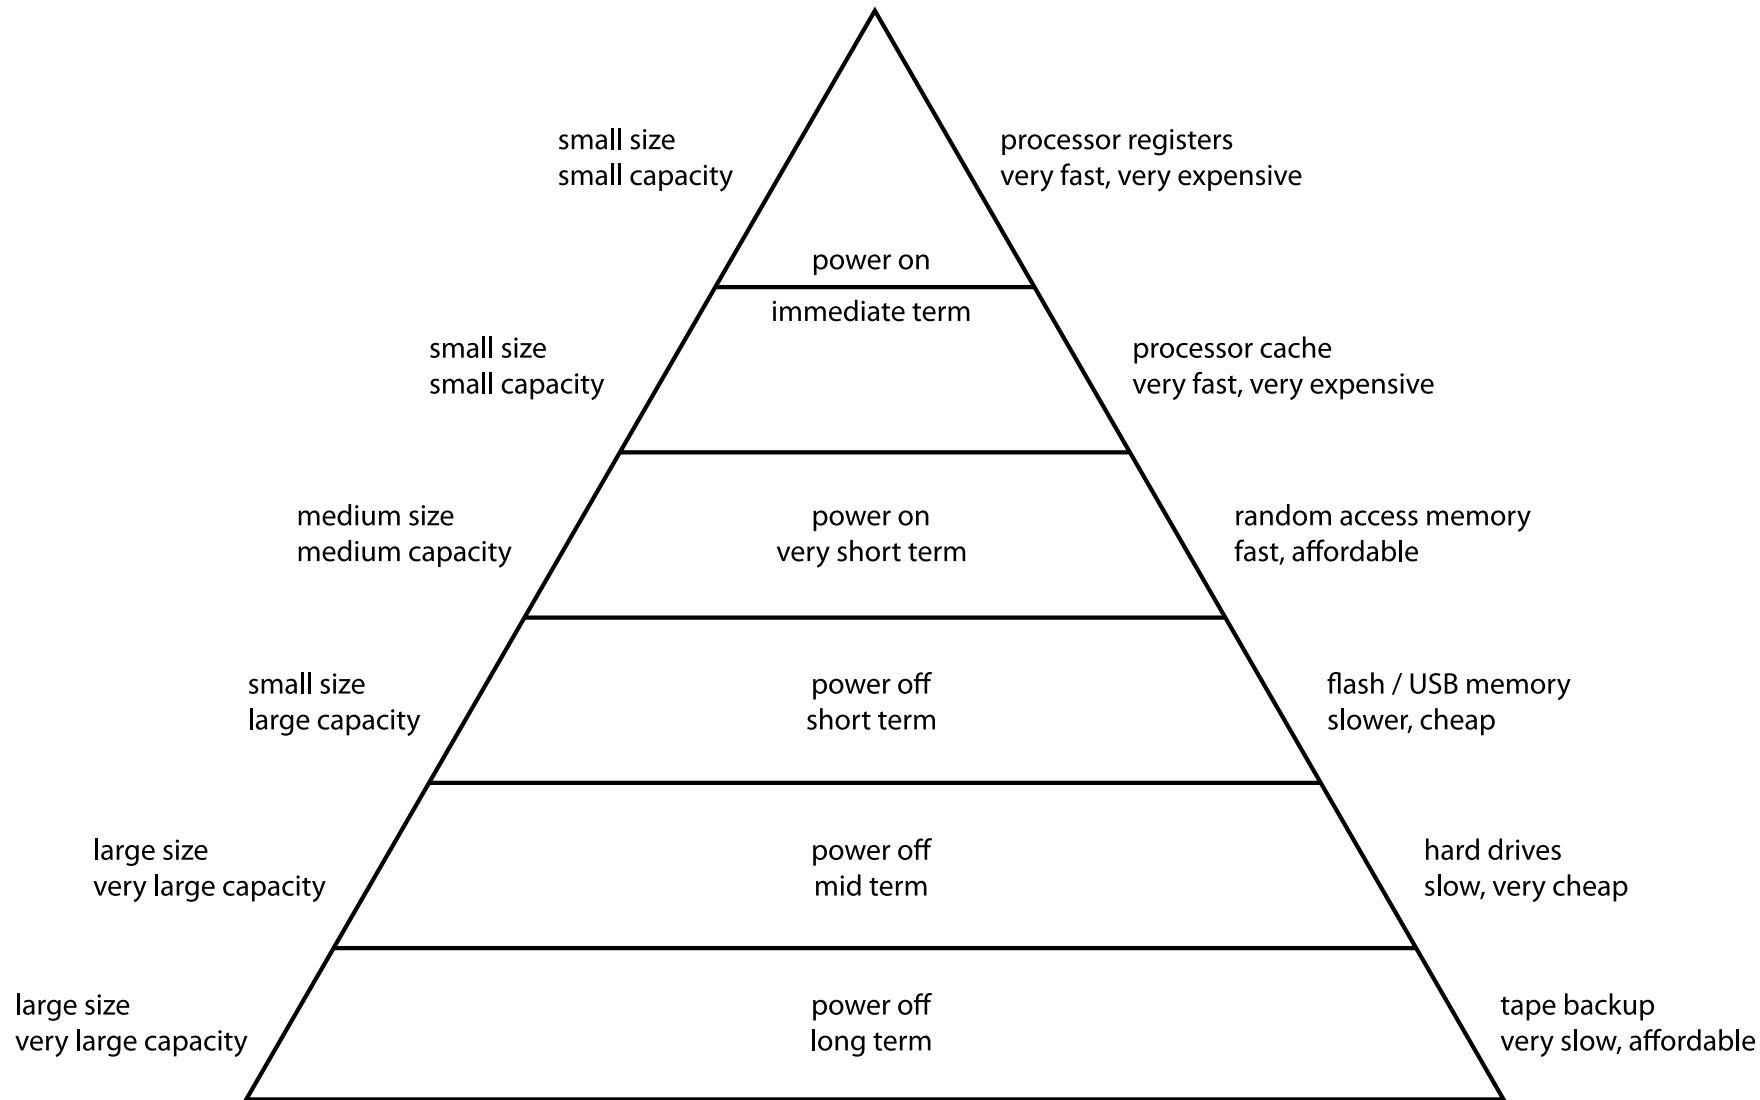 small size
small capacity
processor registers
very fast, very expensive
power on
immediate term
small size
small capacity
processor cache
very fast, very expensive
medium size
medium capacity
power on
very short term
random access memory
fast, affordable
small size
large capacity
power off
short term
flash / USB memory
slower, cheap
large size
very large capacity
power off
mid term
hard drives
slow, very cheap
large size
very large capacity
power off
long term
tape backup
very slow, affordable